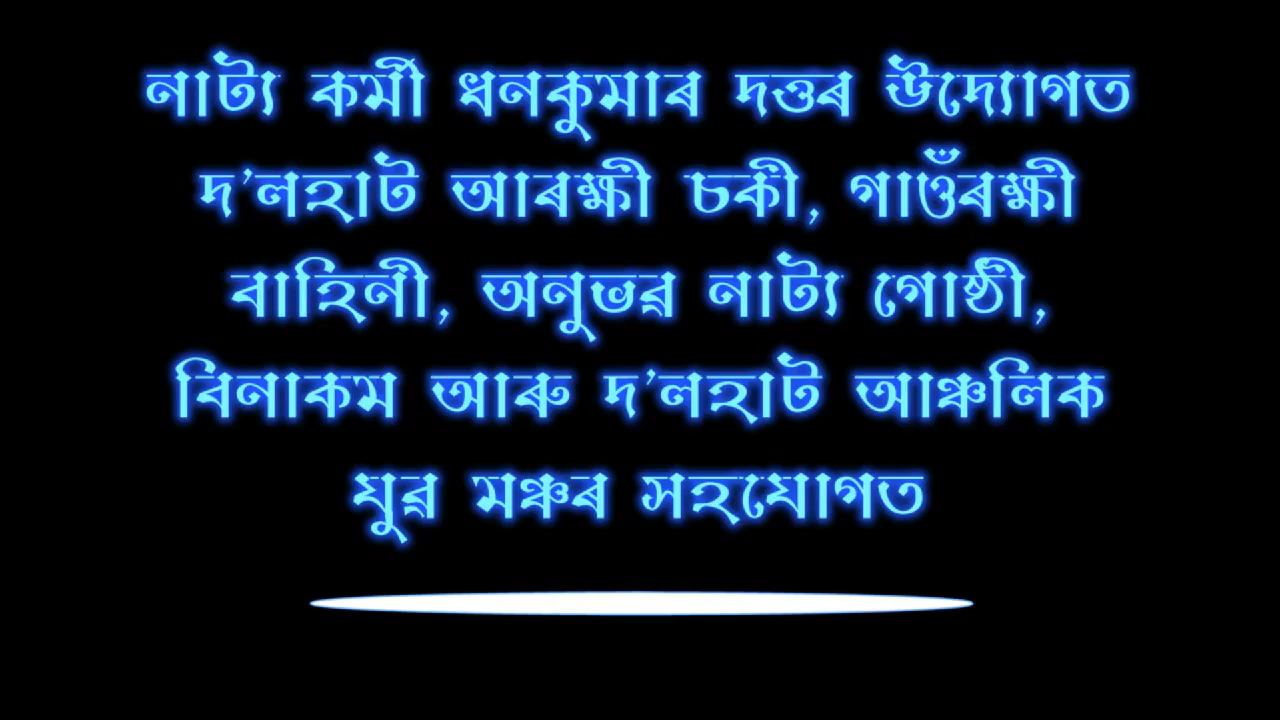 নাট্য কৰ্মী ধনকুমাৰ দত্তৰ উদ্যোগত
দ'লহাট আৰক্ষী চকী, গাওঁৰক্ষী
বাহিনী, অনুভৱ নাট্য গোষ্ঠী,
বিনাকম আৰু দ'লহাট আঞ্চলিক
যুৱ মঞ্চৰ সহযোগত